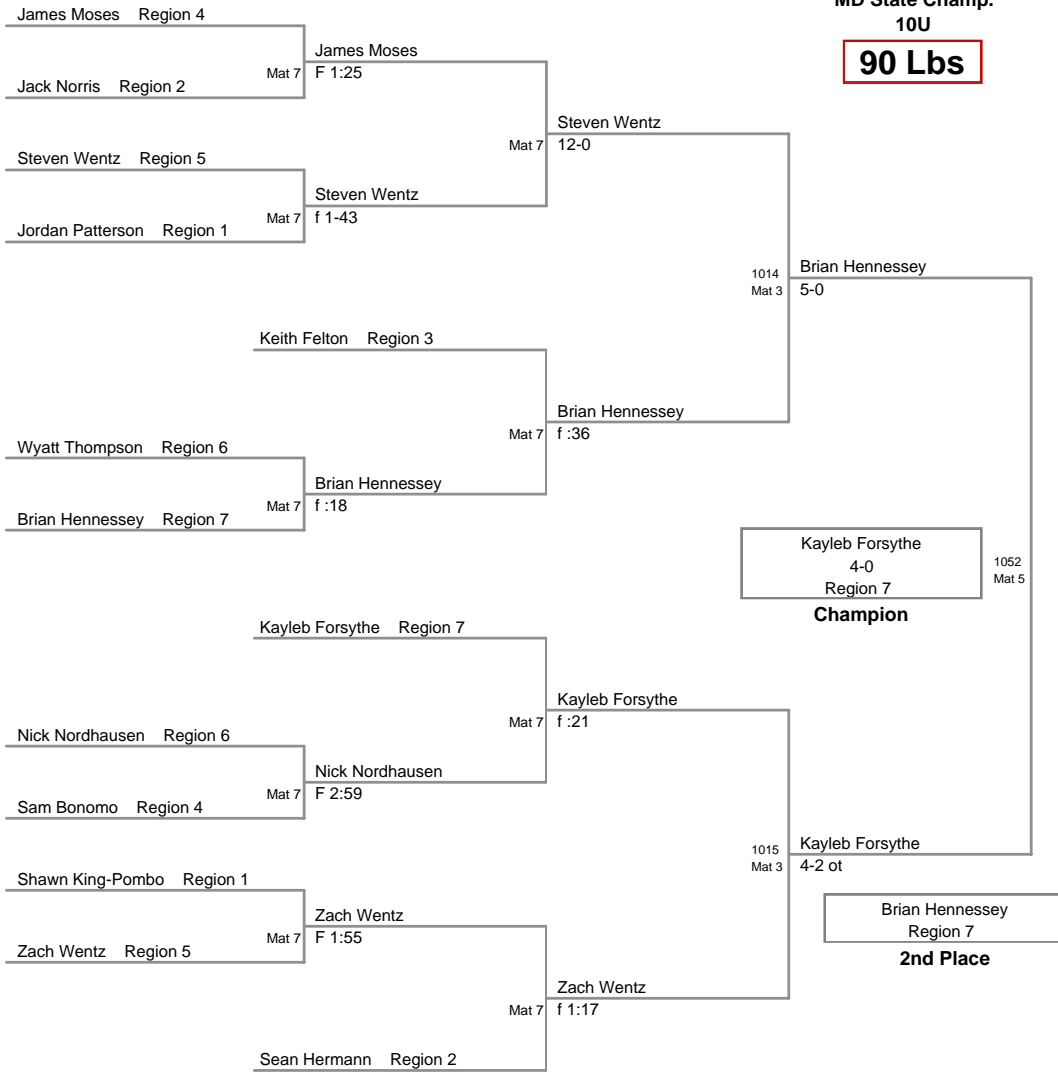 MD State Champ.
10U
90 Lbs
James Moses Region 4
James Moses
Mat 7 F 1:25
Jack Norris Region 2
Steven Wentz
Mat 7 12-0
Steven Wentz Region 5
Steven Wentz
Mat 7 f 1-43
Jordan Patterson Region 1
Brian Hennessey
1014
Mat 3 5-0
Keith Felton Region 3
Brian Hennessey
Mat 7 f :36
Wyatt Thompson Region 6
Brian Hennessey
Mat 7 f :18
Brian Hennessey Region 7
Kayleb Forsythe
4-0
Region 7
1052
Mat 5
Champion
Kayleb Forsythe Region 7
Kayleb Forsythe
Mat 7 f :21
Nick Nordhausen Region 6
Nick Nordhausen
Mat 7 F 2:59
Sam Bonomo Region 4
Kayleb Forsythe
1015
Mat 3 4-2 ot
Shawn King-Pombo Region 1
Zach Wentz
Mat 7 F 1:55
Zach Wentz Region 5
Brian Hennessey
Region 7
2nd Place
Zach Wentz
Mat 7 f 1:17
Sean Hermann Region 2